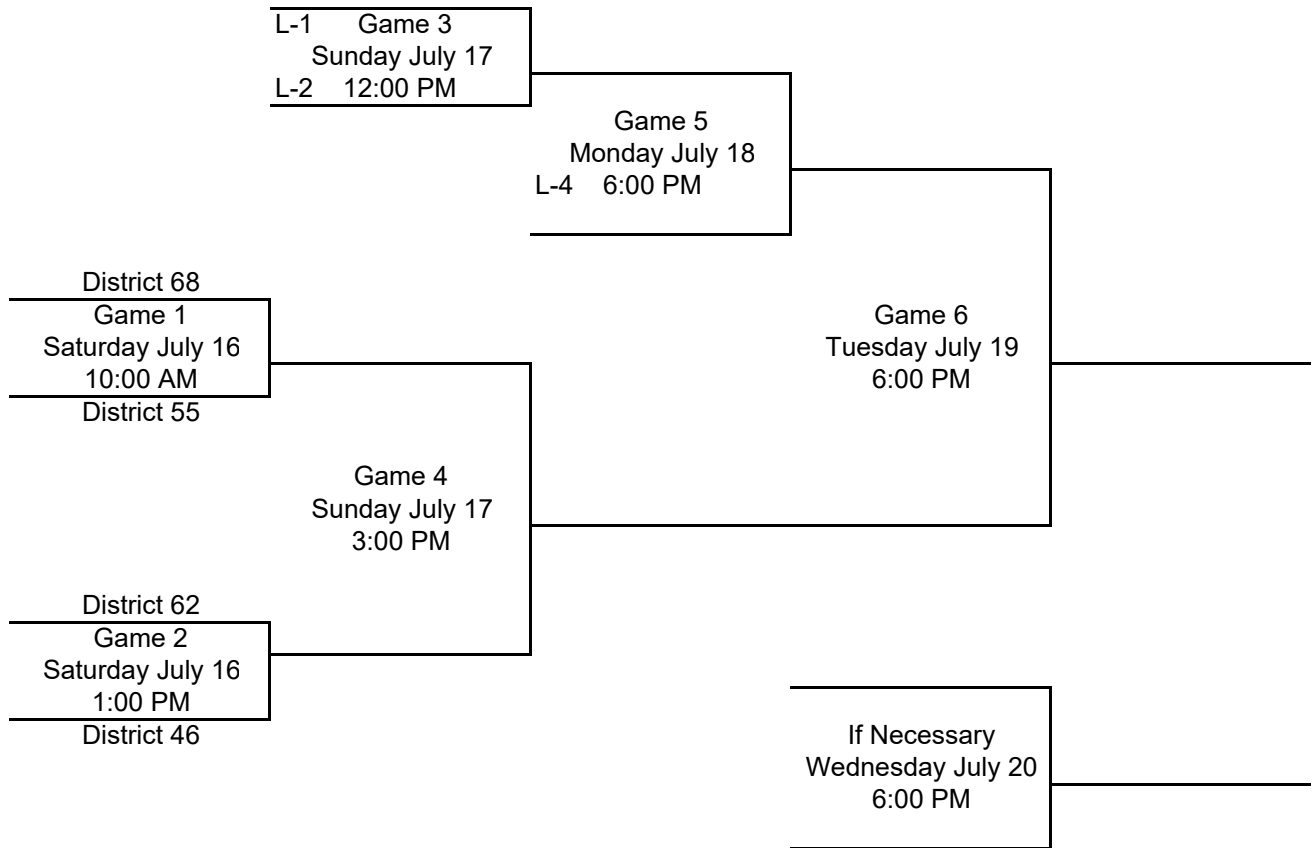 L-1 Game 3
Sunday July 17
L-2 12:00 PM
Game 5
Monday July 18
L-4 6:00 PM
District 68
Game 1
Saturday July 16
10:00 AM
District 55
Game 6
Tuesday July 19
6:00 PM
Game 4
Sunday July 17
3:00 PM
District 62
Game 2
Saturday July 16
1:00 PM
District 46
If Necessary
Wednesday July 20
6:00 PM